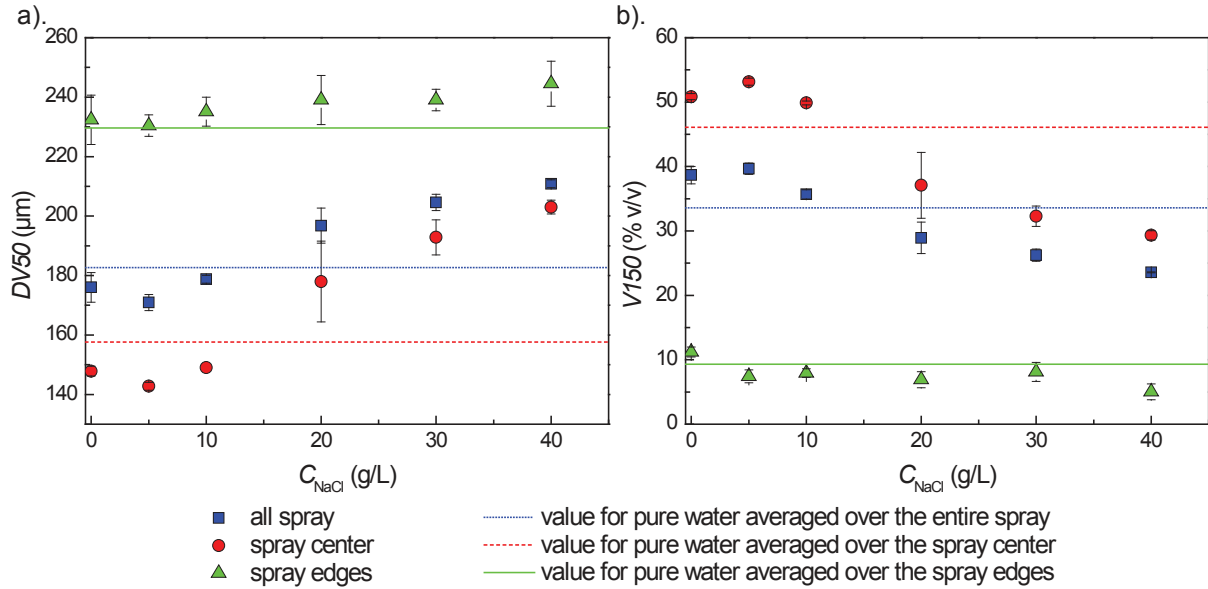 a).
b).
260
240
220
200
180
160
140
DV50 (µm)
0
10
20
30
40
C_NaCl (g/L)
60
50
40
30
20
10
0
V150 (% v/v)
0
10
20
30
40
C_NaCl (g/L)
all spray
value for pure water averaged over the entire spray
spray center
value for pure water averaged over the spray center
spray edges
value for pure water averaged over the spray edges